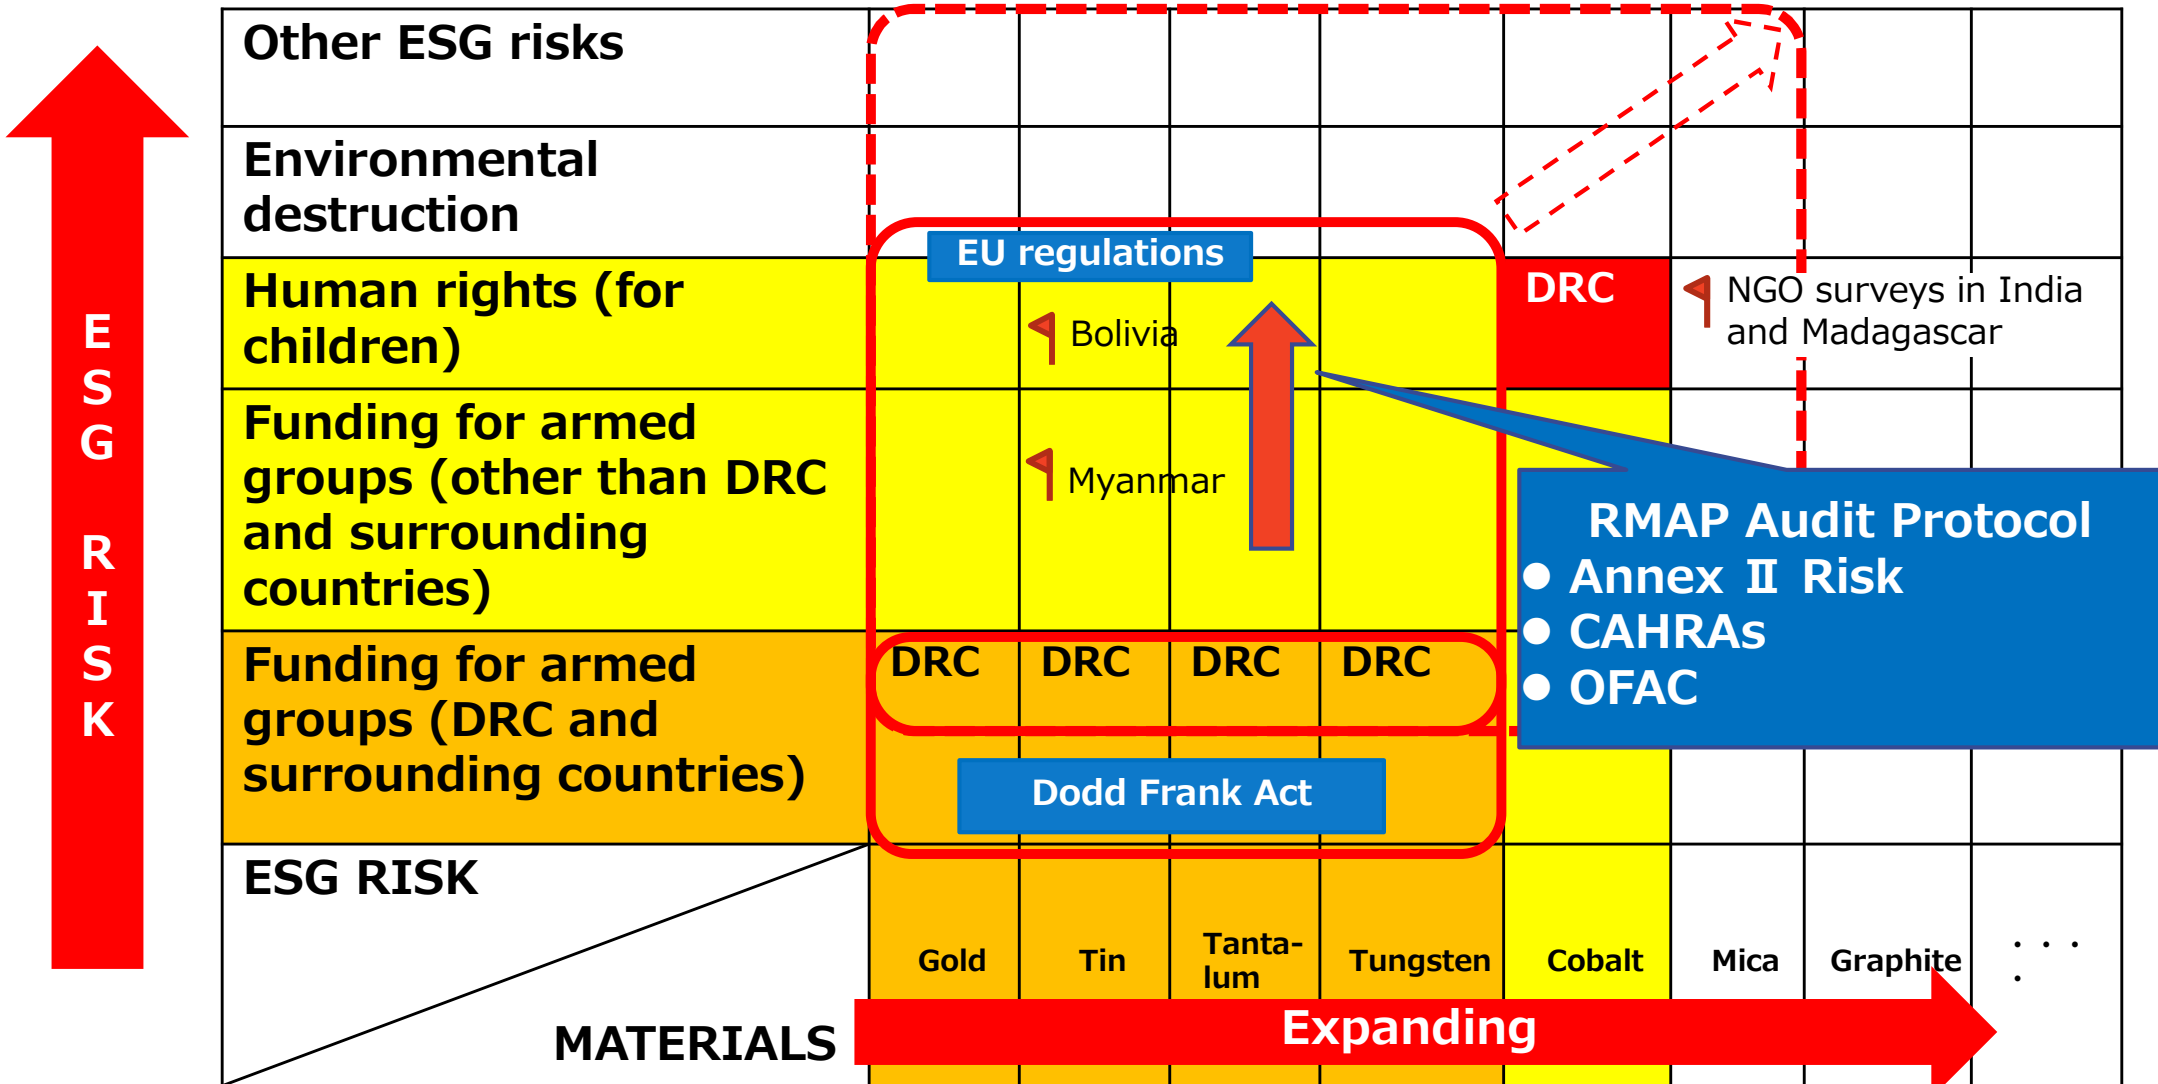 Other ESG risks
Environmental
destruction
EU regulations
Human rights (for
children)
Bolivia
DRC
NGO surveys in India
and Madagascar
Funding for armed
groups (other than DRC
and surrounding
countries)
Myanmar
RMAP Audit Protocol
● Annex Ⅱ Risk
● CAHRAs
● OFAC
Funding for armed
groups (DRC and
surrounding countries)
DRC
DRC
DRC
DRC
Dodd Frank Act
ESG RISK
MATERIALS
Gold
Tin
Tanta-
lum
Tungsten
Cobalt
Mica
Graphite
・・・
・
Expanding
E
S
G
R
I
S
K